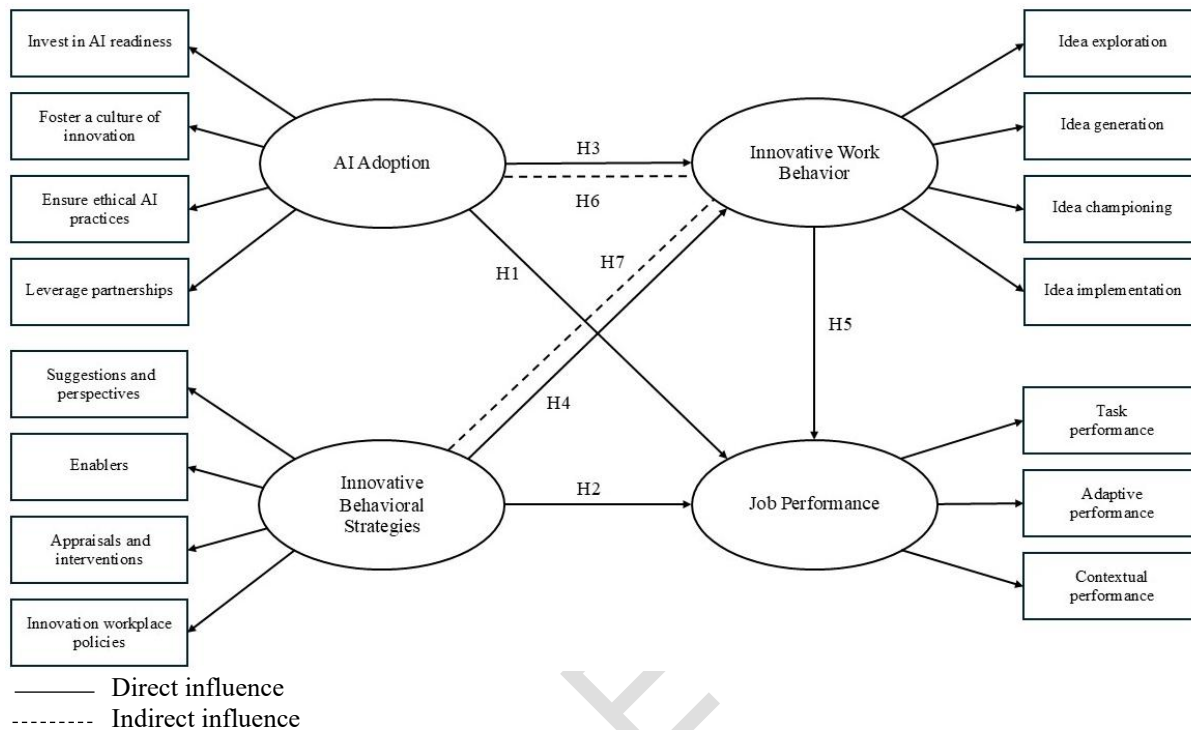 Invest in AI readiness
Foster a culture of
innovation
Ensure ethical AI
practices
Leverage partnerships
Suggestions and
perspectives
Enablers
Appraisals and
interventions
Innovation workplace
policies
AI Adoption
Innovative
Behavioral
Strategies
H3
H6
H1
H7
H4
H2
H5
Innovative Work
Behavior
Job Performance
Idea exploration
Idea generation
Idea championing
Idea implementation
Task
performance
Adaptive
performance
Contextual
performance
Direct influence
Indirect influence